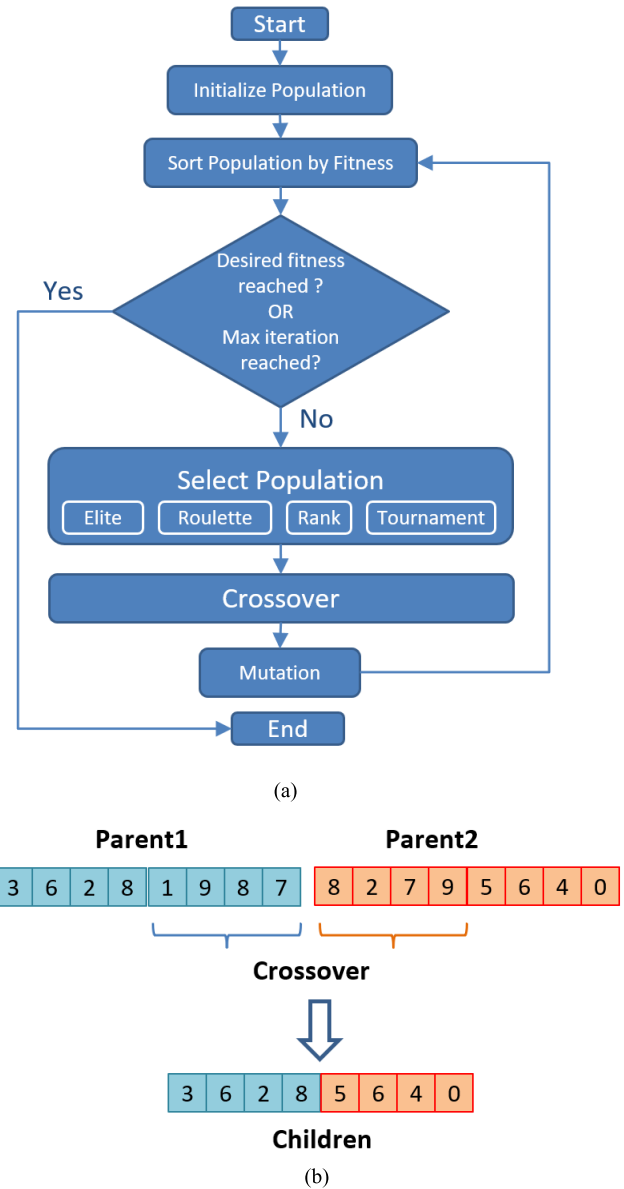 Start
Initialize Population
Sort Population by Fitness
Desired fitness
reached ?
OR
Max iteration
reached?
Yes
No
Select Population
Elite Roulette Rank Tournament
Crossover
Mutation
End
(a)
Parent1 Parent2
3 6 2 8 1 9 8 7 8 2 7 9 5 6 4 0
Crossover
3 6 2 8 5 6 4 0
Children
(b)